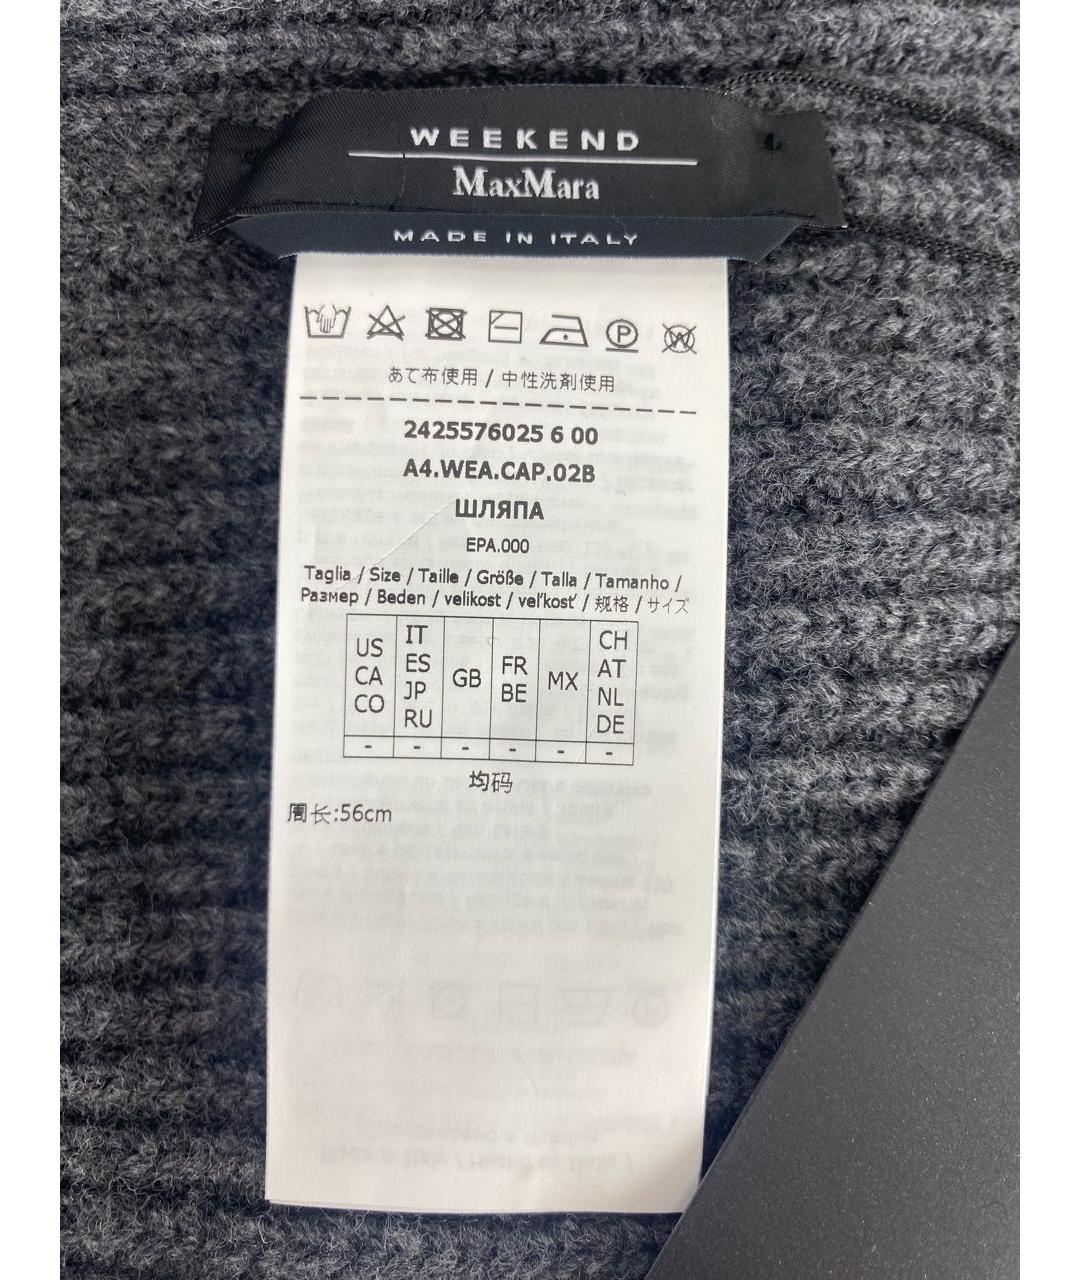 WEEKEND
MaxMara
MADE IN ITALY
あて布使用 / 中性洗剤使用
2425576025 6 00
A4.WEA.CAP.02B
ШЛЯПА
EPA.000
Taglia / Size / Taille / Größe / Talla / Tamanho /
Размер / Beden / velikost / veľkosť / 规格 / サイズ
US CA CO
IT ES JP RU
GB
FR BE
MX
CH AT NL DE
- - - - - -
均码
周长:56cm